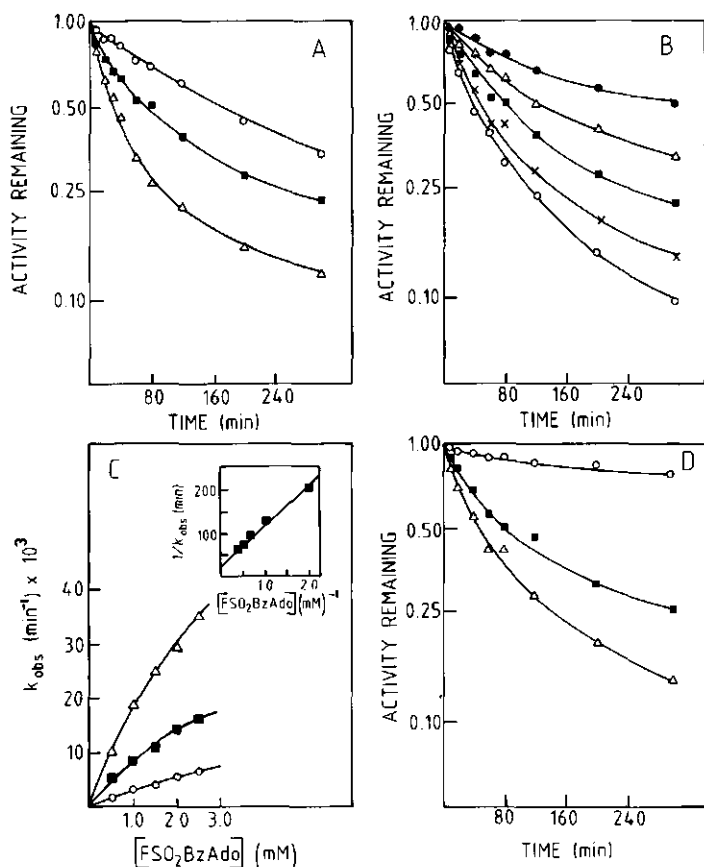 A
1.00
0.50
0.25
0.10
ACTIVITY REMAINING
80
160
240
TIME (min)
B
1.00
0.50
0.25
0.10
ACTIVITY REMAINING
80
160
240
TIME (min)
C
200
100
1/kobs (min)
1.0
2.0
[FSO2BzAdo](mM)-1
40
30
20
10
kobs (min-1) x 103
1.0
2.0
3.0
[FSO2BzAdo] (mM)
D
1.00
0.50
0.25
0.10
ACTIVITY REMAINING
80
160
240
TIME (min)